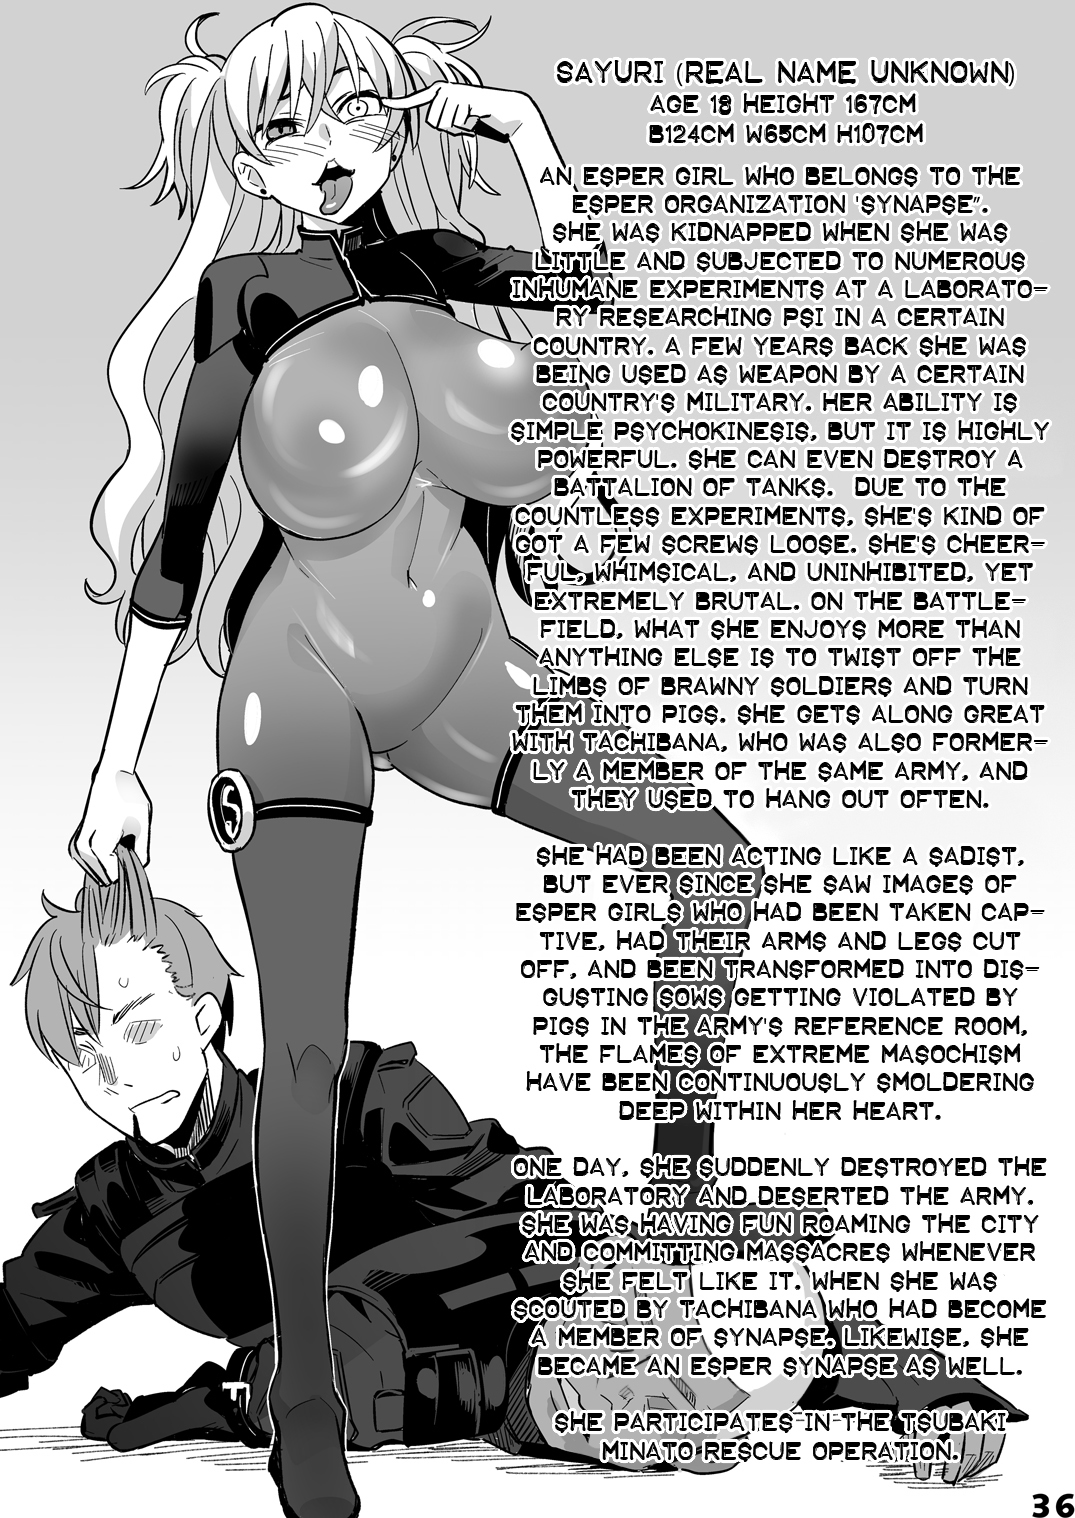 SAYURI (REAL NAME UNKNOWN)
AGE 18 HEIGHT 167CM
B124CM W65CM H107CM
AN ESPER GIRL WHO BELONGS TO THE
ESPER ORGANIZATION 'SYNAPSE".
SHE WAS KIDNAPPED WHEN SHE WAS
LITTLE AND SUBJECTED TO NUMEROUS
INHUMANE EXPERIMENTS AT A LABORATO-
RY RESEARCHING PSI IN A CERTAIN
COUNTRY. A FEW YEARS BACK SHE WAS
BEING USED AS WEAPON BY A CERTAIN
COUNTRY'S MILITARY. HER ABILITY IS
SIMPLE PSYCHOKINESIS, BUT IT IS HIGHLY
POWERFUL. SHE CAN EVEN DESTROY A
BATTALION OF TANKS. DUE TO THE
COUNTLESS EXPERIMENTS, SHE'S KIND OF
GOT A FEW SCREWS LOOSE. SHE'S CHEER-
FUL, WHIMSICAL, AND UNINHIBITED, YET
EXTREMELY BRUTAL. ON THE BATTLE-
FIELD, WHAT SHE ENJOYS MORE THAN
ANYTHING ELSE IS TO TWIST OFF THE
LIMBS OF BRAWNY SOLDIERS AND TURN
THEM INTO PIGS. SHE GETS ALONG GREAT
WITH TACHIBANA, WHO WAS ALSO FORMER-
LY A MEMBER OF THE SAME ARMY, AND
THEY USED TO HANG OUT OFTEN.
SHE HAD BEEN ACTING LIKE A SADIST,
BUT EVER SINCE SHE SAW IMAGES OF
ESPER GIRLS WHO HAD BEEN TAKEN CAP-
TIVE, HAD THEIR ARMS AND LEGS CUT
OFF, AND BEEN TRANSFORMED INTO DIS-
GUSTING SOWS GETTING VIOLATED BY
PIGS IN THE ARMY'S REFERENCE ROOM,
THE FLAMES OF EXTREME MASOCHISM
HAVE BEEN CONTINUOUSLY SMOLDERING
DEEP WITHIN HER HEART.
ONE DAY, SHE SUDDENLY DESTROYED THE
LABORATORY AND DESERTED THE ARMY.
SHE WAS HAVING FUN ROAMING THE CITY
AND COMMITTING MASSACRES WHENEVER
SHE FELT LIKE IT. WHEN SHE WAS
SCOUTED BY TACHIBANA WHO HAD BECOME
A MEMBER OF SYNAPSE. LIKEWISE, SHE
BECAME AN ESPER SYNAPSE AS WELL.
SHE PARTICIPATES IN THE TSUBAKI
MINATO RESCUE OPERATION.
36